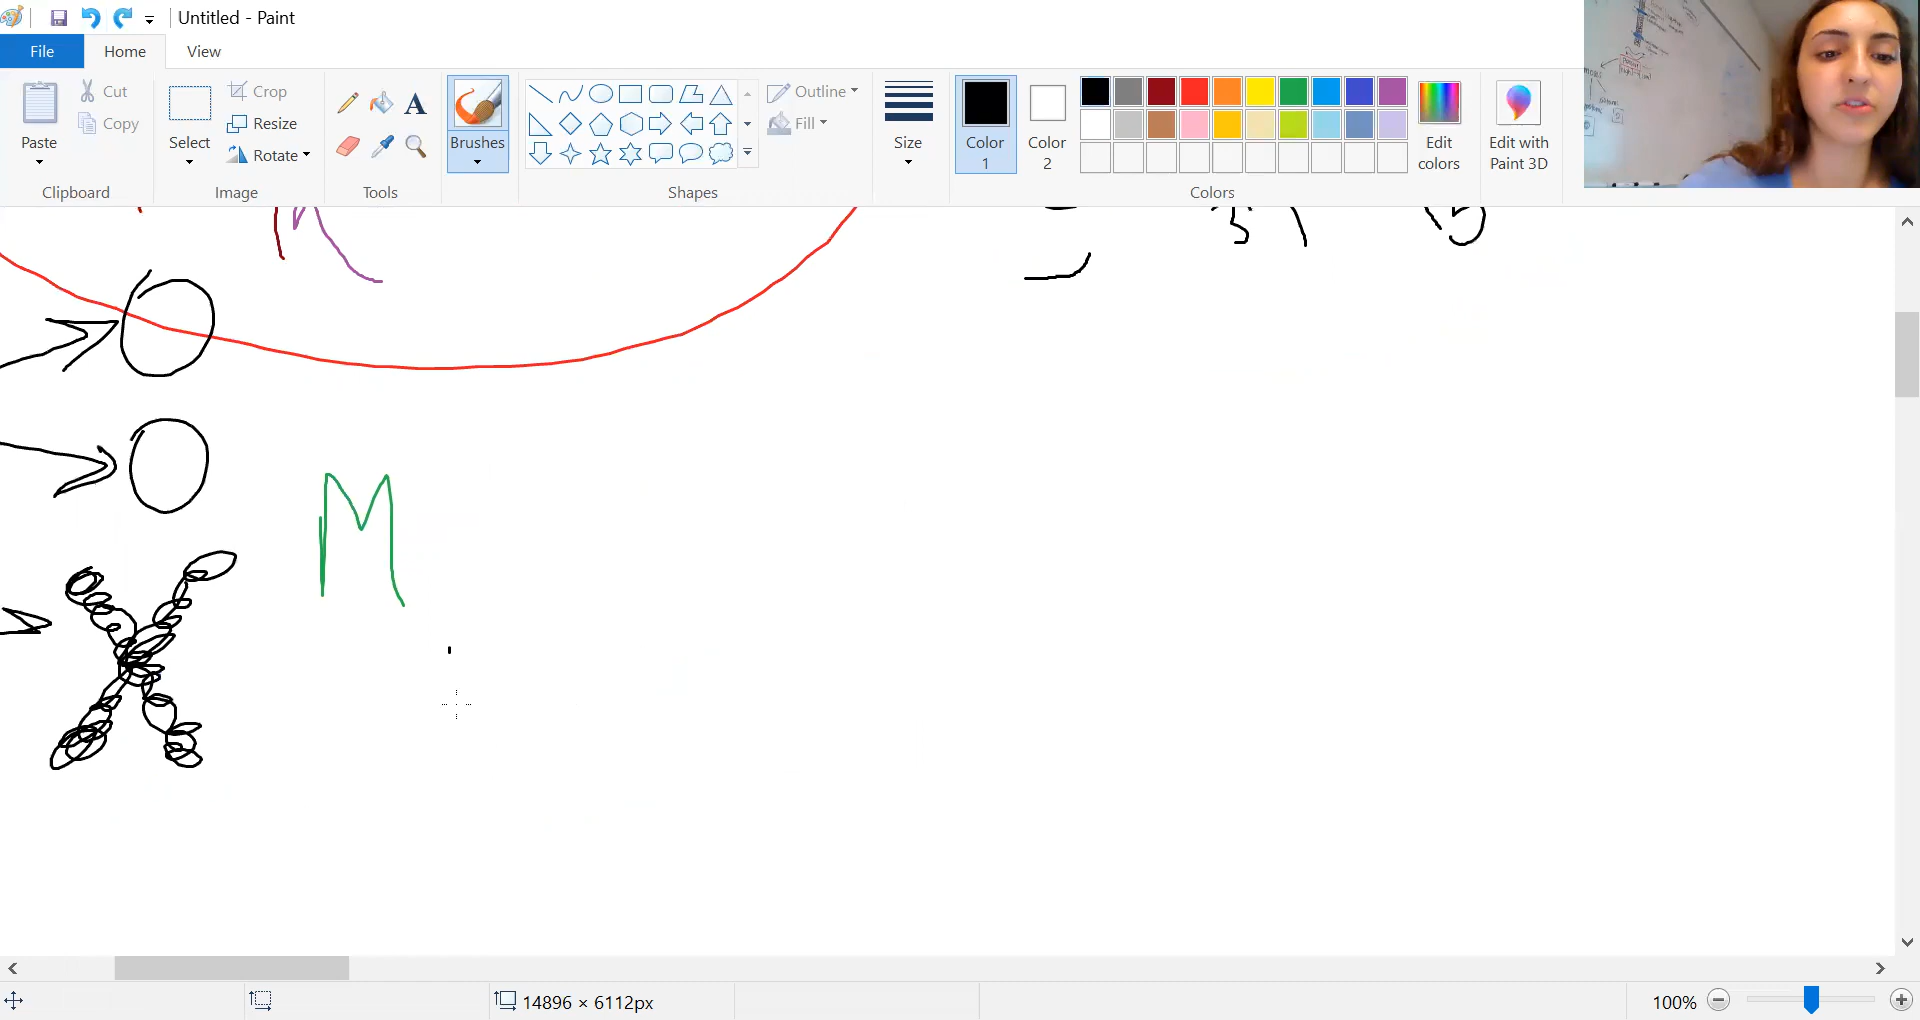 Untitled - Paint
File Home View
Paste
Cut
Copy
Clipboard
Select
Crop
Resize
Rotate
Image
A
Tools
Brushes
Shapes
Outline
Fill
Size
Color 1
Color 2
Edit colors
Colors
Edit with Paint 3D
M
14896 × 6112px
100%